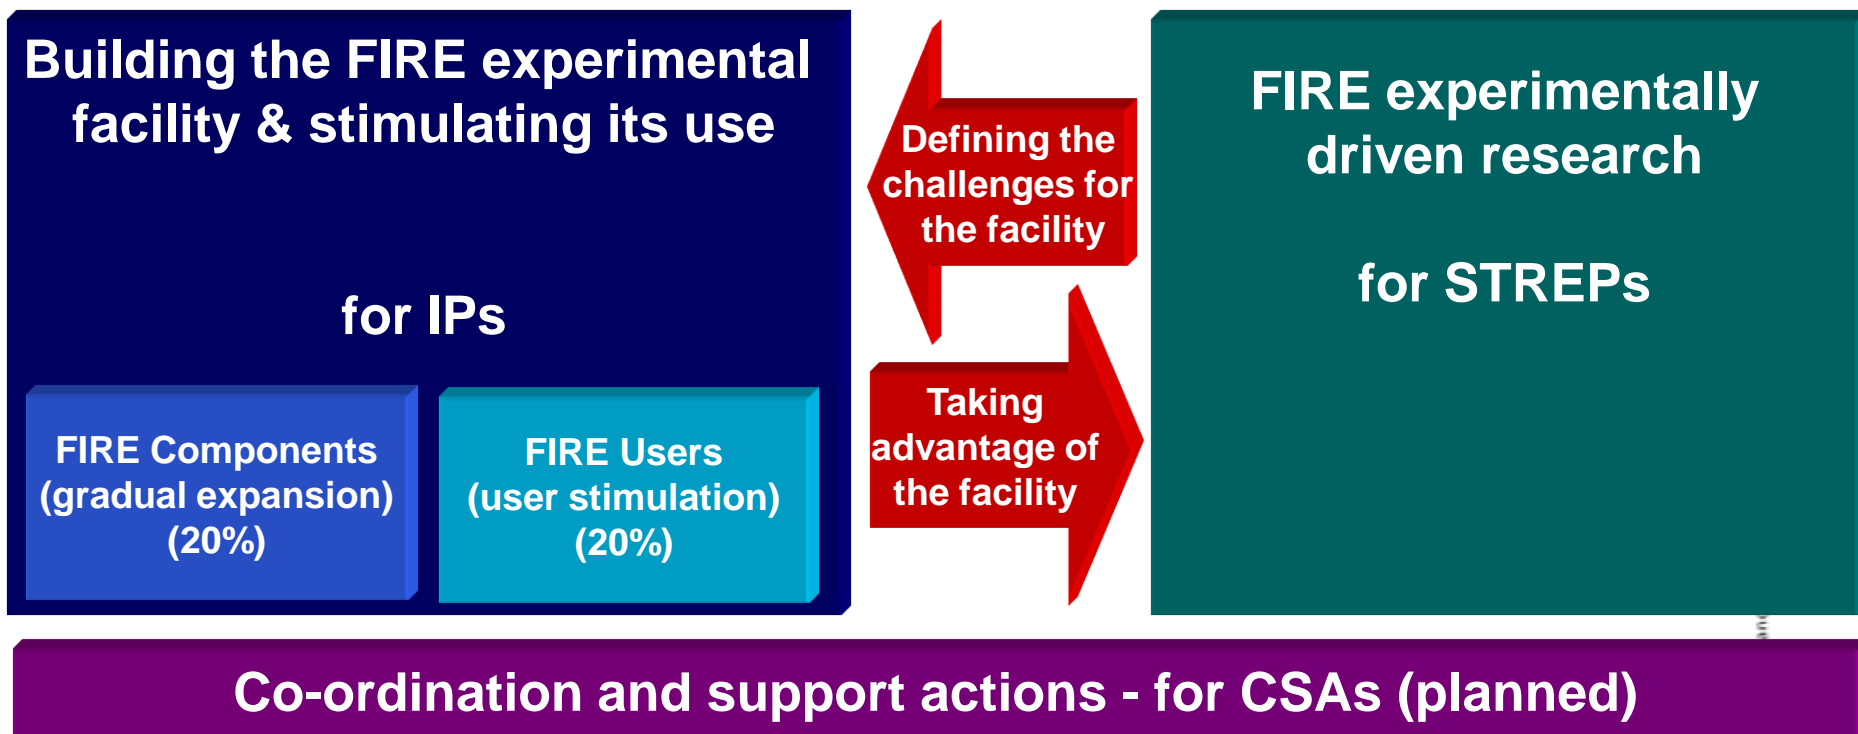 Building the FIRE experimental
facility & stimulating its use
for IPs
FIRE Components
(gradual expansion)
(20%)
FIRE Users
(user stimulation)
(20%)
Defining the
challenges for
the facility
Taking
advantage of
the facility
FIRE experimentally
driven research
for STREPs
Co-ordination and support actions - for CSAs (planned)